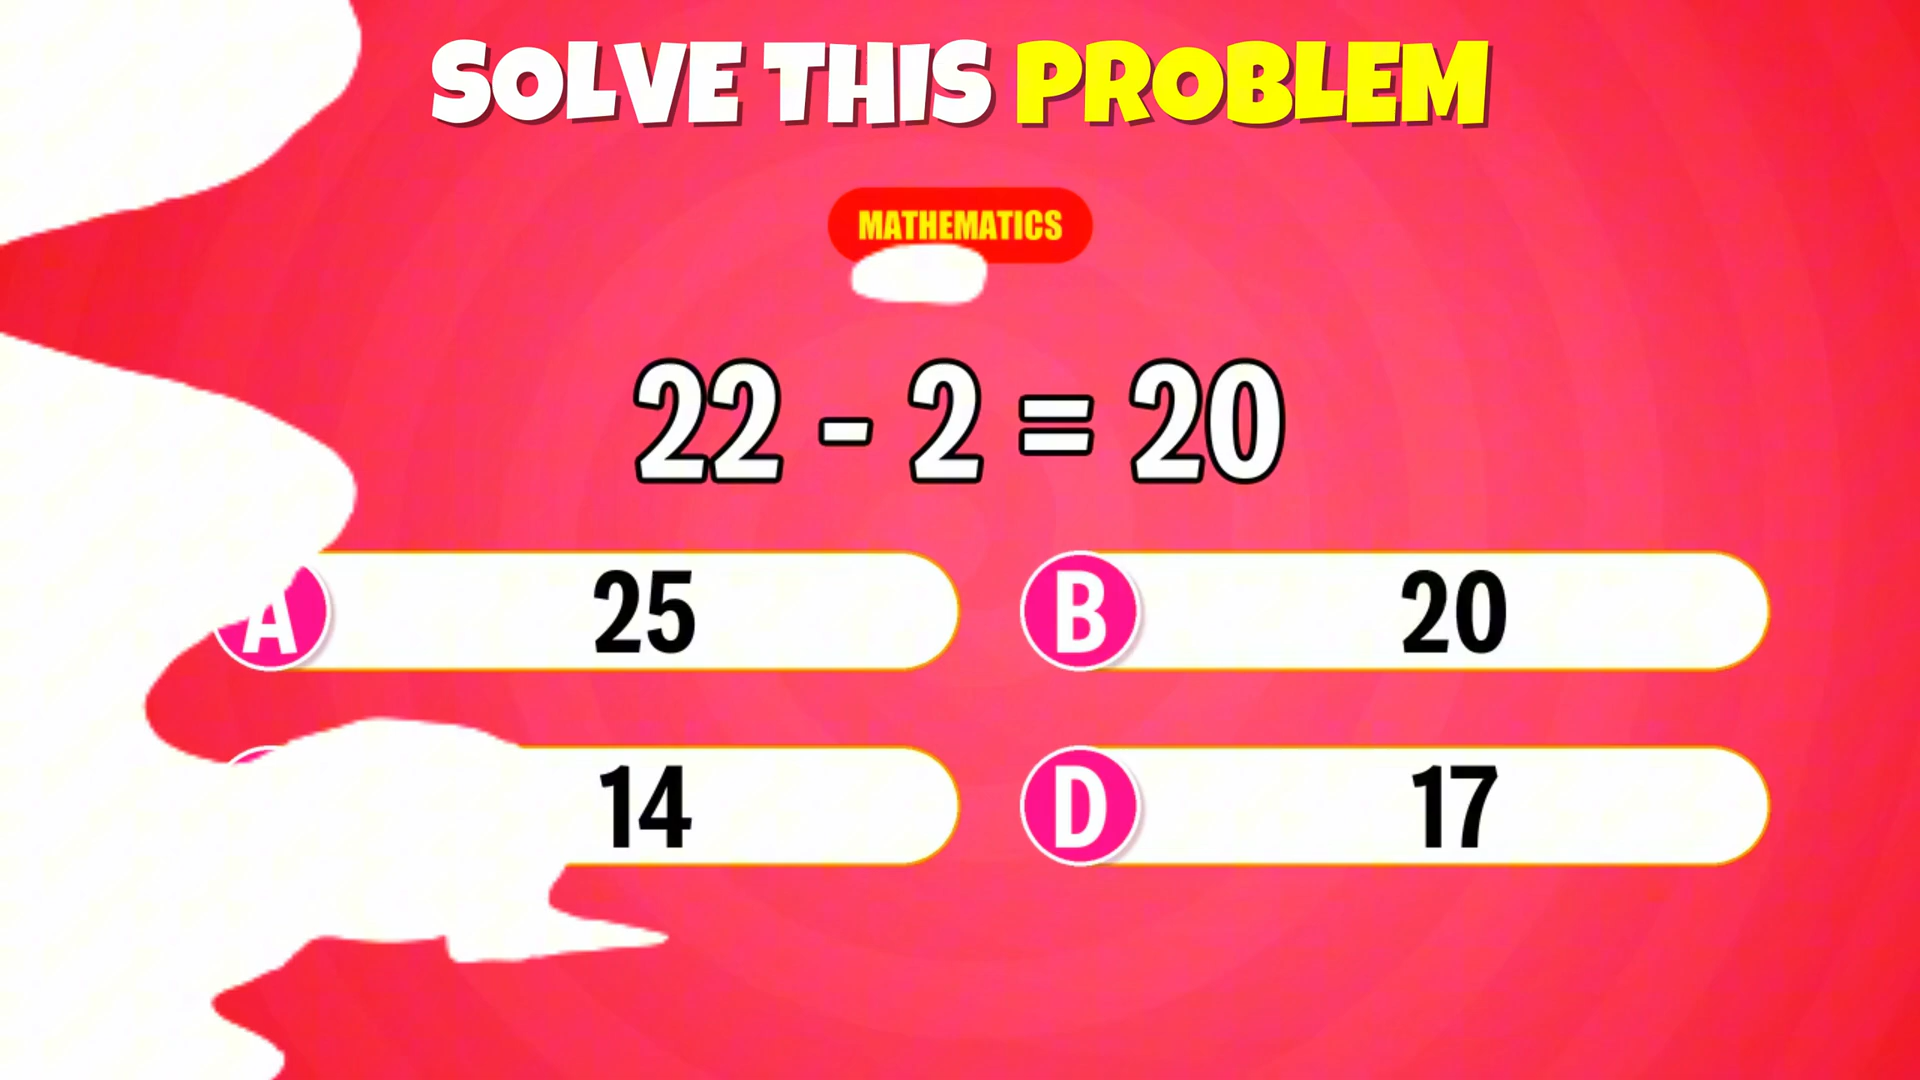 SOLVE THIS PROBLEM
MATHEMATICS
22 - 2 = 20
A 25
B 20
14
D 17